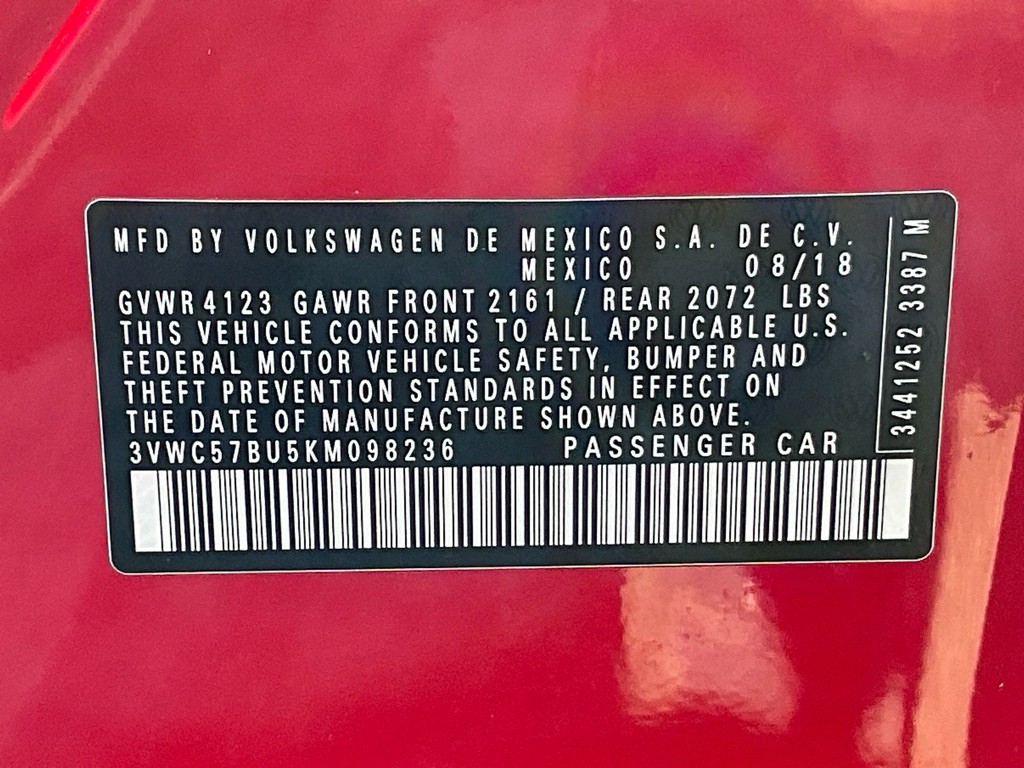 MFD BY VOLKSWAGEN DE MEXICO S.A. DE C.V.
MEXICO 08/18
GVWR 4123 GAWR FRONT 2161 / REAR 2072 LBS
THIS VEHICLE CONFORMS TO ALL APPLICABLE U.S.
FEDERAL MOTOR VEHICLE SAFETY, BUMPER AND
THEFT PREVENTION STANDARDS IN EFFECT ON
THE DATE OF MANUFACTURE SHOWN ABOVE.
3VWC57BU5KM098236 PASSENGER CAR
3441252 3387 M